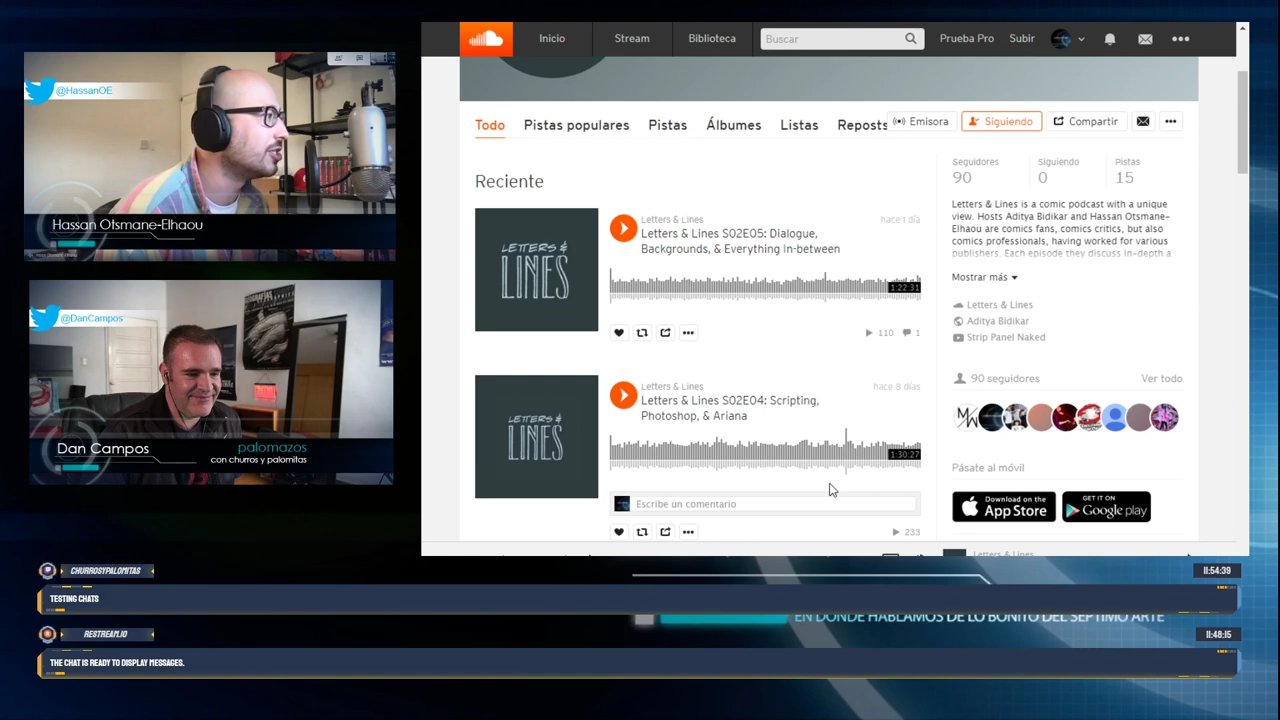 @HassanOE
Hassan Otsmane-Elhaou
@DanCampos
Dan Campos
palomazos
con churros y palomitas
Inicio
Stream
Biblioteca
Buscar
Prueba Pro
Subir
Todo
Pistas populares
Pistas
Álbumes
Listas
Reposts
Emisora
Siguiendo
Compartir
Reciente
LETTERS &
LINES
Letters & Lines
hace 1 día
Letters & Lines S02E05: Dialogue,
Backgrounds, & Everything In-between
1:22:31
110
1
LETTERS &
LINES
Letters & Lines
hace 8 días
Letters & Lines S02E04: Scripting,
Photoshop, & Ariana
1:30:27
Escribe un comentario
233
Seguidores
90
Siguiendo
0
Pistas
15
Letters & Lines is a comic podcast with a unique
view. Hosts Aditya Bidikar and Hassan Otsmane-
Elhaou are comics fans, comics critics, but also
comics professionals, having worked for various
publishers. Each episode they discuss in-depth a
Mostrar más
Letters & Lines
Aditya Bidikar
Strip Panel Naked
90 seguidores
Ver todo
Pásate al móvil
Download on the
App Store
GET IT ON
Google play
Letters & Lines
CHURROSYPALOMITAS
11:54:39
TESTING CHATS
EN DONDE HABLAMOS DE LO BONITO DEL SÉPTIMO ARTE
RESTREAM.IO
11:48:15
THE CHAT IS READY TO DISPLAY MESSAGES.